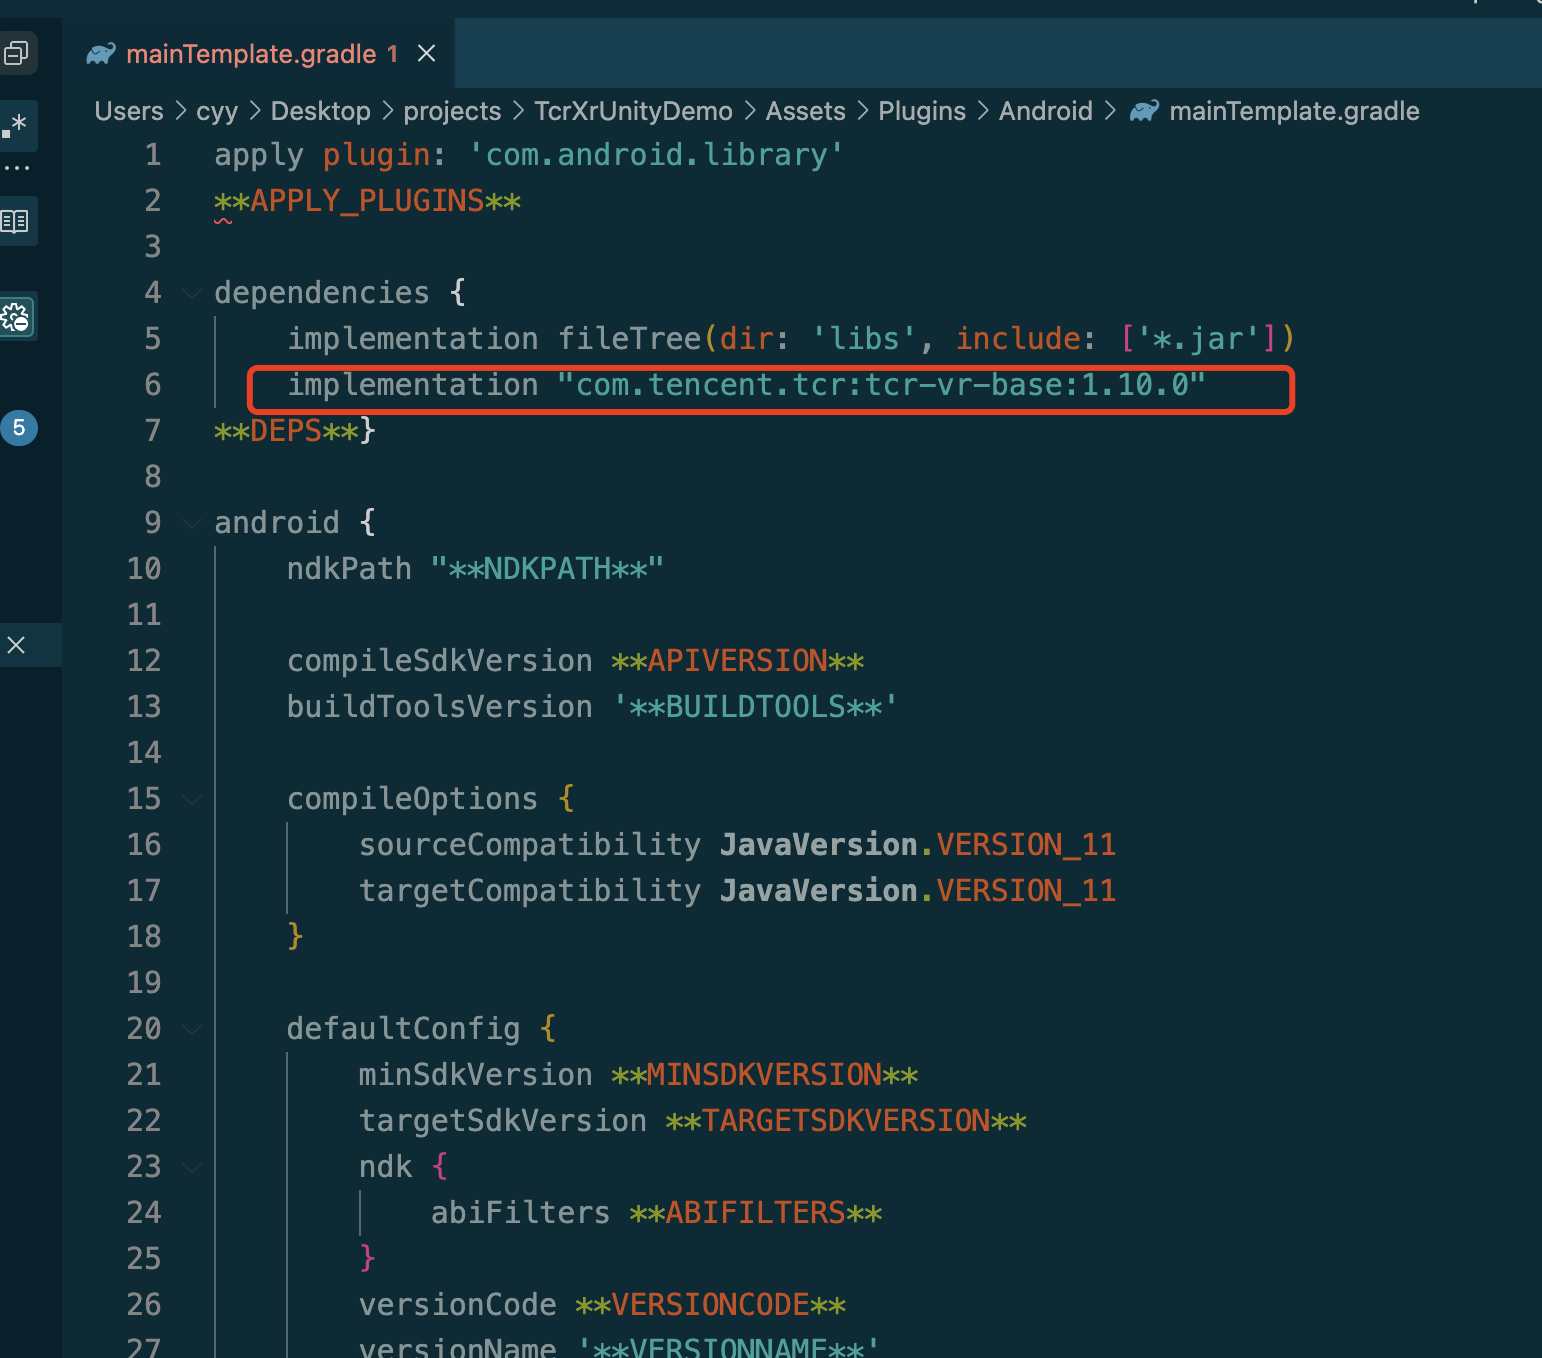 mainTemplate.gradle 1
Users > cyy > Desktop > projects > TcrXrUnityDemo > Assets > Plugins > Android > mainTemplate.gradle
1 apply plugin: 'com.android.library'
2 **APPLY_PLUGINS**
3
4 dependencies {
5     implementation fileTree(dir: 'libs', include: ['*.jar'])
6     implementation "com.tencent.tcr:tcr-vr-base:1.10.0"
7 **DEPS**}
8
9 android {
10     ndkPath "**NDKPATH**"
11
12     compileSdkVersion **APIVERSION**
13     buildToolsVersion '**BUILDTOOLS**'
14
15     compileOptions {
16         sourceCompatibility JavaVersion.VERSION_11
17         targetCompatibility JavaVersion.VERSION_11
18     }
19
20     defaultConfig {
21         minSdkVersion **MINSDKVERSION**
22         targetSdkVersion **TARGETSDKVERSION**
23         ndk {
24             abiFilters **ABIFILTERS**
25         }
26         versionCode **VERSIONCODE**
27         versionName '**VERSIONNAME**'
.*
...
5